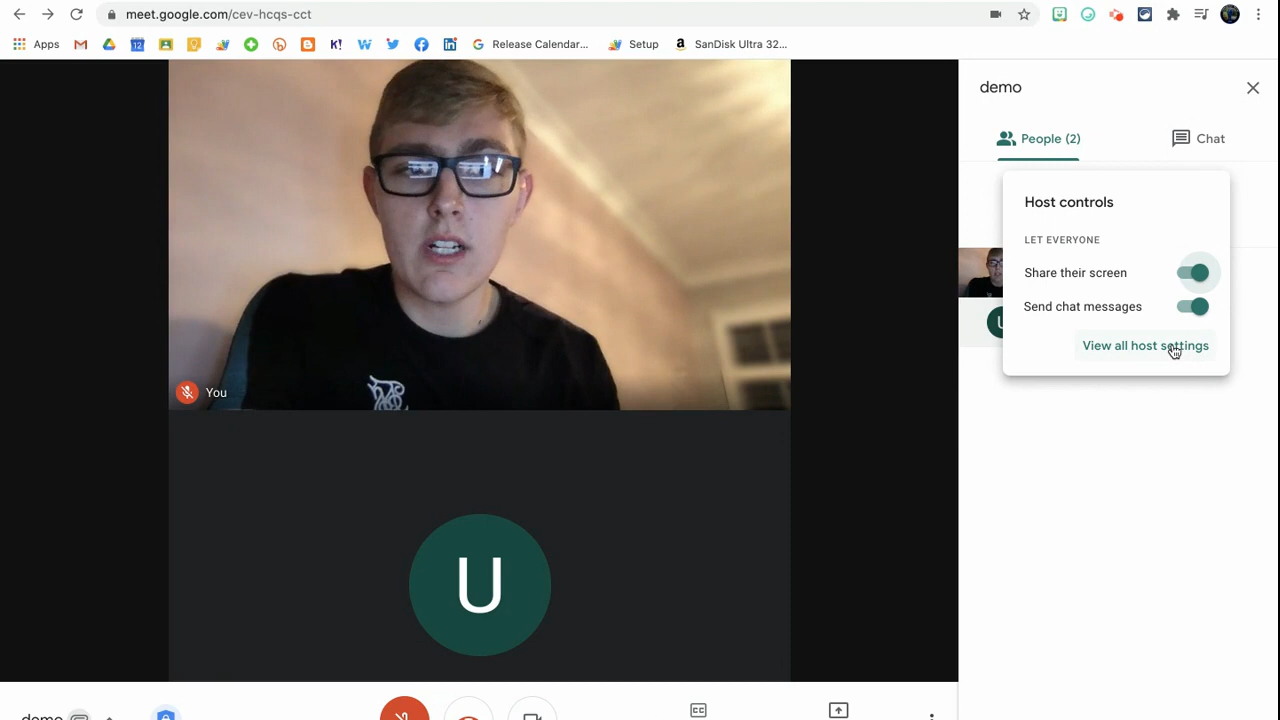 meet.google.com/cev-hcqs-cct
Apps
K!
W
Release Calendar...
Setup
a
SanDisk Ultra 32...
demo
People (2)
Chat
Host controls
LET EVERYONE
Share their screen
Send chat messages
View all host settings
You
U
demo
CC